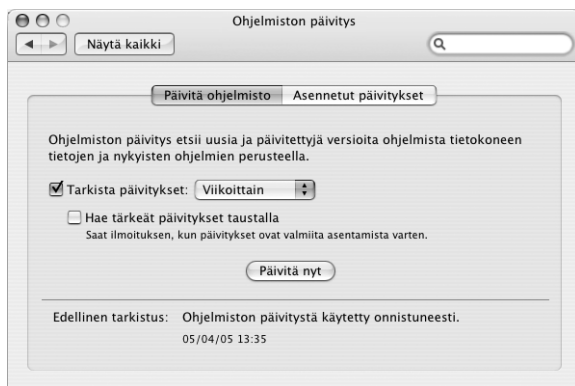 Ohjelmiston päivitys
Näytä kaikki
Päivitä ohjelmisto Asennetut päivitykset
Ohjelmiston päivitys etsii uusia ja päivitettyjä versioita ohjelmista tietokoneen
tietojen ja nykyisten ohjelmien perusteella.
Tarkista päivitykset: Viikoittain
Hae tärkeät päivitykset taustalla
Saat ilmoituksen, kun päivitykset ovat valmiita asentamista varten.
Päivitä nyt
Edellinen tarkistus: Ohjelmiston päivitystä käytetty onnistuneesti.
05/04/05 13:35